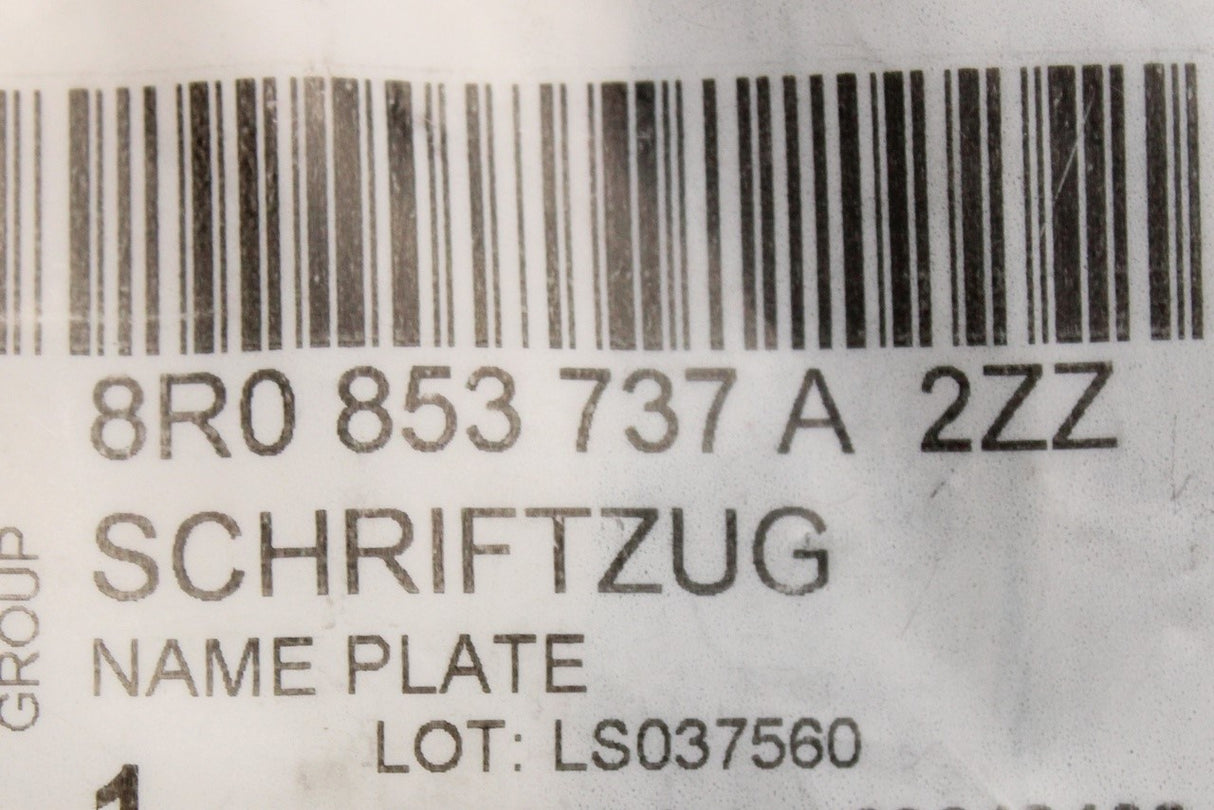 8R0 853 737 A 2ZZ
SCHRIFTZUG
NAME PLATE
LOT: LS037560
GROUP
1